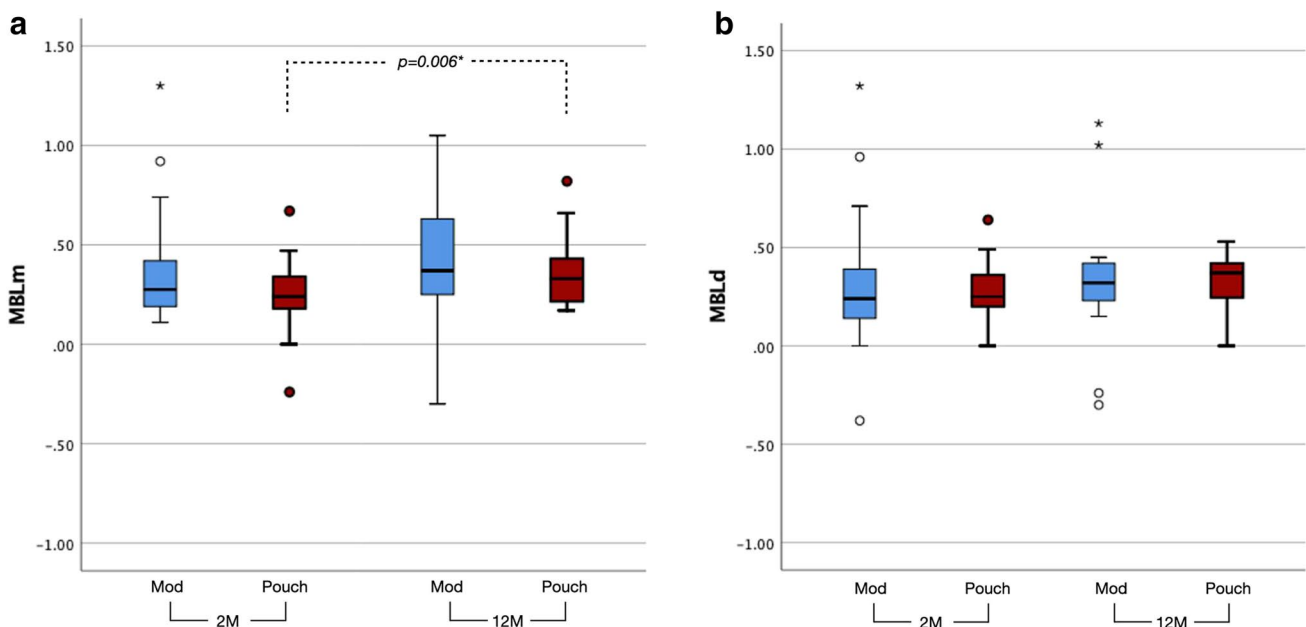 a
1.50
p=0.006*
1.00
.50
.00
-.50
-1.00
MBLm
Mod Pouch Mod Pouch
2M 12M
b
1.50
1.00
.50
.00
-.50
-1.00
MBLd
Mod Pouch Mod Pouch
2M 12M